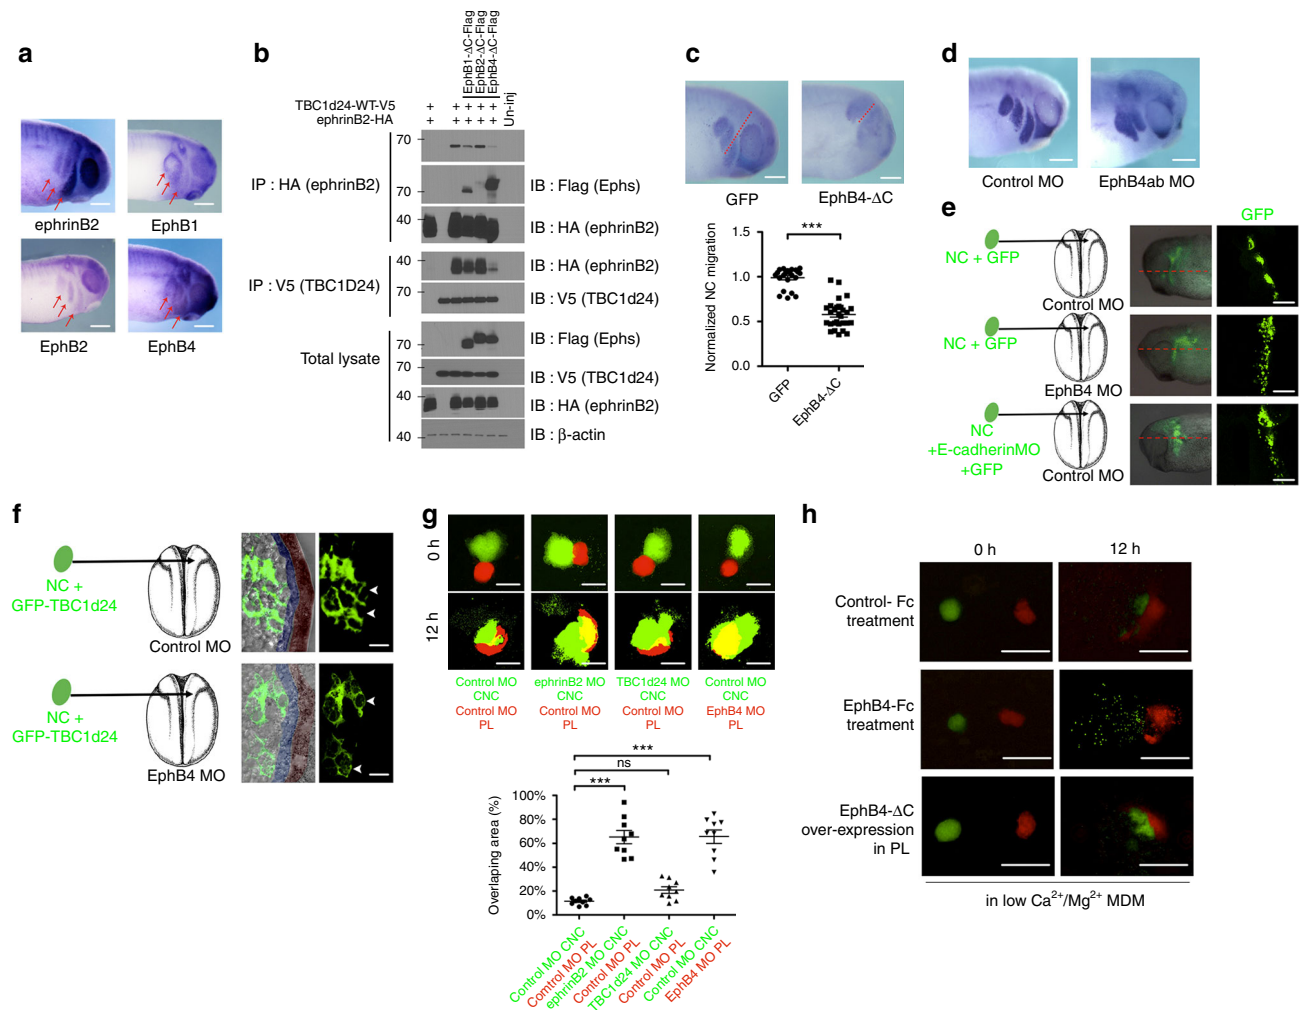 a
ephrinB2
EphB1
EphB2
EphB4
b
EphB1-ΔC-Flag
EphB2-ΔC-Flag
EphB4-ΔC-Flag
Un-inj
TBC1d24-WT-V5 + + + + +
ephrinB2-HA + + + + +
IP : HA (ephrinB2)
70
70
IB : Flag (Ephs)
40
IB : HA (ephrinB2)
IP : V5 (TBC1D24)
40
IB : HA (ephrinB2)
70
IB : V5 (TBC1d24)
Total lysate
70
IB : Flag (Ephs)
70
IB : V5 (TBC1d24)
40
IB : HA (ephrinB2)
40
IB : β-actin
c
GFP
EphB4-ΔC
Normalized NC migration
1.5
1.0
0.5
0.0
***
GFP
EphB4-ΔC
d
Control MO
EphB4ab MO
e
GFP
NC + GFP
Control MO
NC + GFP
EphB4 MO
NC
+E-cadherinMO
+GFP
Control MO
f
NC +
GFP-TBC1d24
Control MO
NC +
GFP-TBC1d24
EphB4 MO
g
0 h
12 h
Control MO
CNC
Control MO
PL
ephrinB2 MO
CNC
Control MO
PL
TBC1d24 MO
CNC
Control MO
PL
Control MO
CNC
EphB4 MO
PL
***
ns
***
Overlaping area (%)
100%
80%
60%
40%
20%
0%
Control MO CNC
Comtrol MO PL
ephrinB2 MO CNC
Control MO PL
TBC1d24 MO CNC
Control MO PL
Control MO CNC
EphB4 MO PL
h
0 h
12 h
Control- Fc
treatment
EphB4-Fc
treatment
EphB4-ΔC
over-expression
in PL
in low Ca²⁺/Mg²⁺ MDM